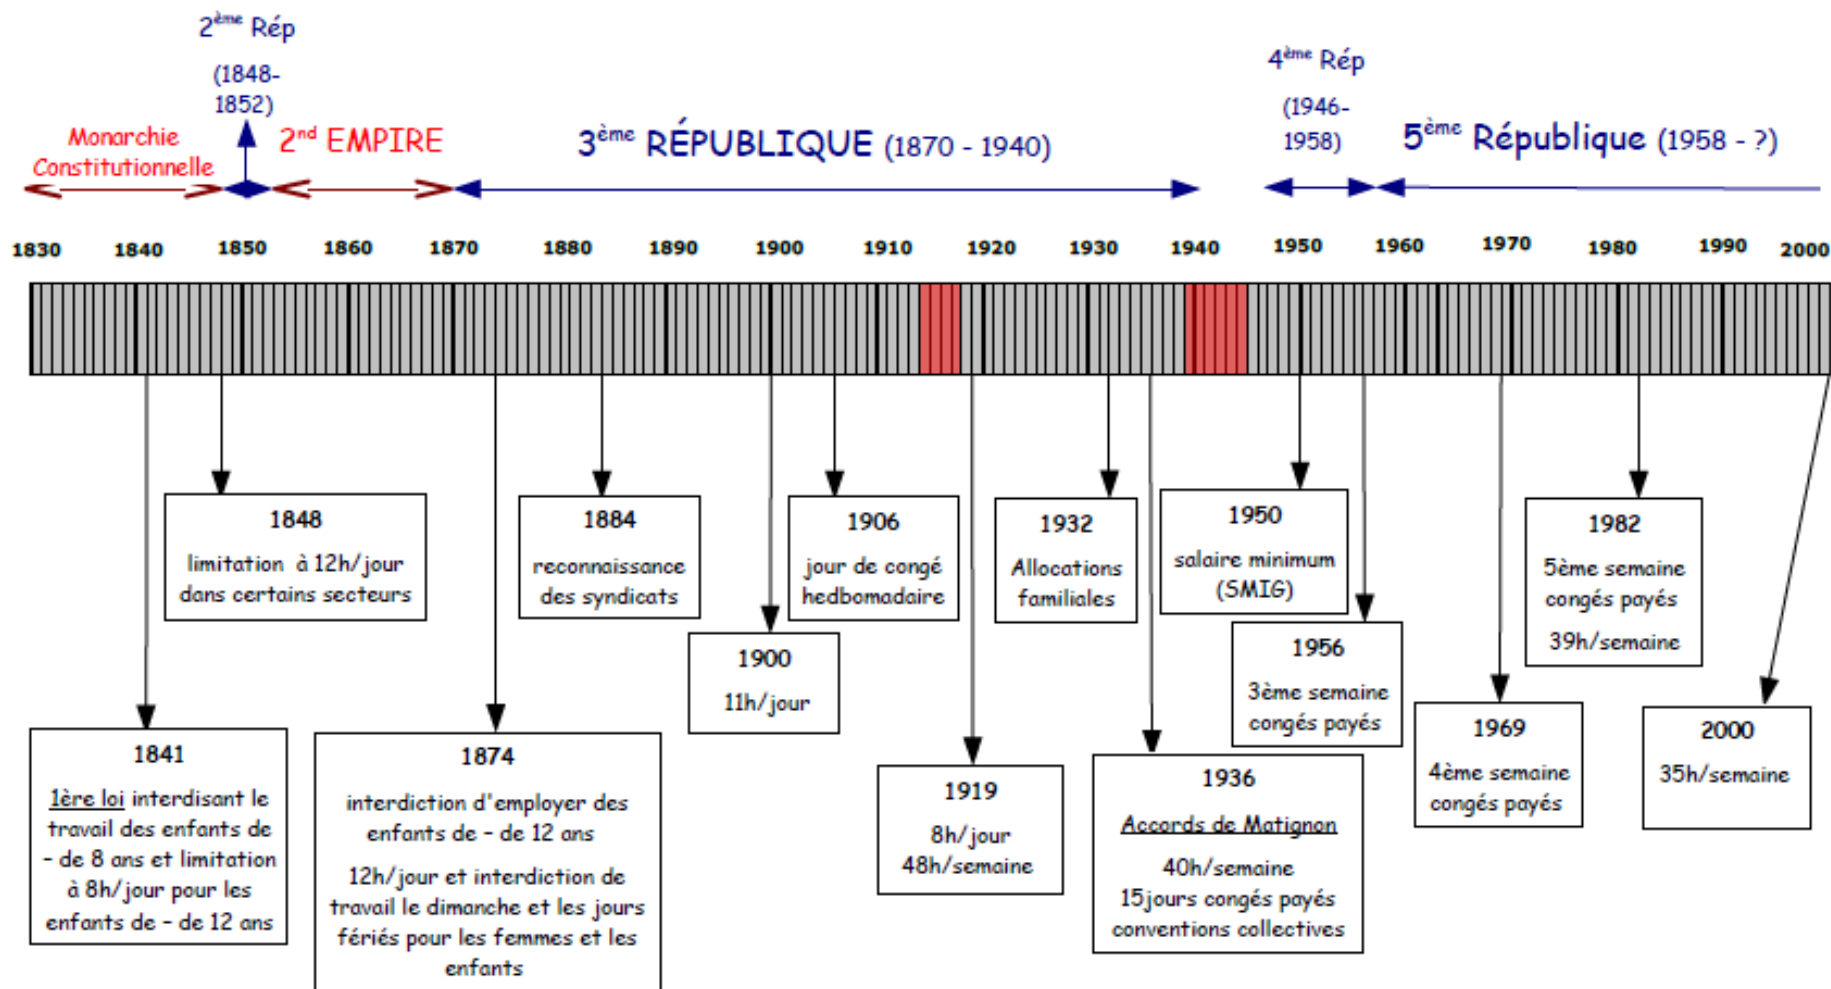 2ème Rép
(1848-
1852)
Monarchie
Constitutionnelle
2nd EMPIRE
3ème RÉPUBLIQUE (1870 - 1940)
4ème Rép
(1946-
1958)
5ème République (1958 - ?)
1830 1840 1850 1860 1870 1880 1890 1900 1910 1920 1930 1940 1950 1960 1970 1980 1990 2000
1848
limitation à 12h/jour
dans certains secteurs
1884
reconnaissance
des syndicats
1906
jour de congé
hedbomadaire
1932
Allocations
familiales
1950
salaire minimum
(SMIG)
1982
5ème semaine
congés payés
39h/semaine
1900
11h/jour
1956
3ème semaine
congés payés
1841
1ère loi interdisant le
travail des enfants de
- de 8 ans et limitation
à 8h/jour pour les
enfants de - de 12 ans
1874
interdiction d'employer des
enfants de - de 12 ans
12h/jour et interdiction de
travail le dimanche et les jours
fériés pour les femmes et les
enfants
1919
8h/jour
48h/semaine
1936
Accords de Matignon
40h/semaine
15jours congés payés
conventions collectives
1969
4ème semaine
congés payés
2000
35h/semaine